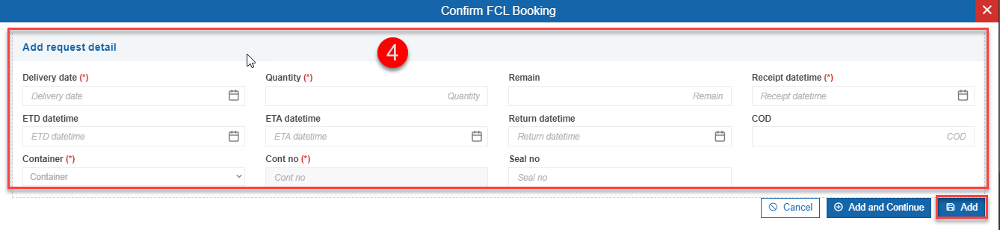 Confirm FCL Booking
Add request detail
4
Delivery date (*) Quantity (*) Remain Receipt datetime (*)
Delivery date Quantity Remain Receipt datetime
ETD datetime ETA datetime Return datetime COD
ETD datetime ETA datetime Return datetime COD
Container (*) Cont no (*) Seal no
Container Cont no Seal no
Cancel Add and Continue Add